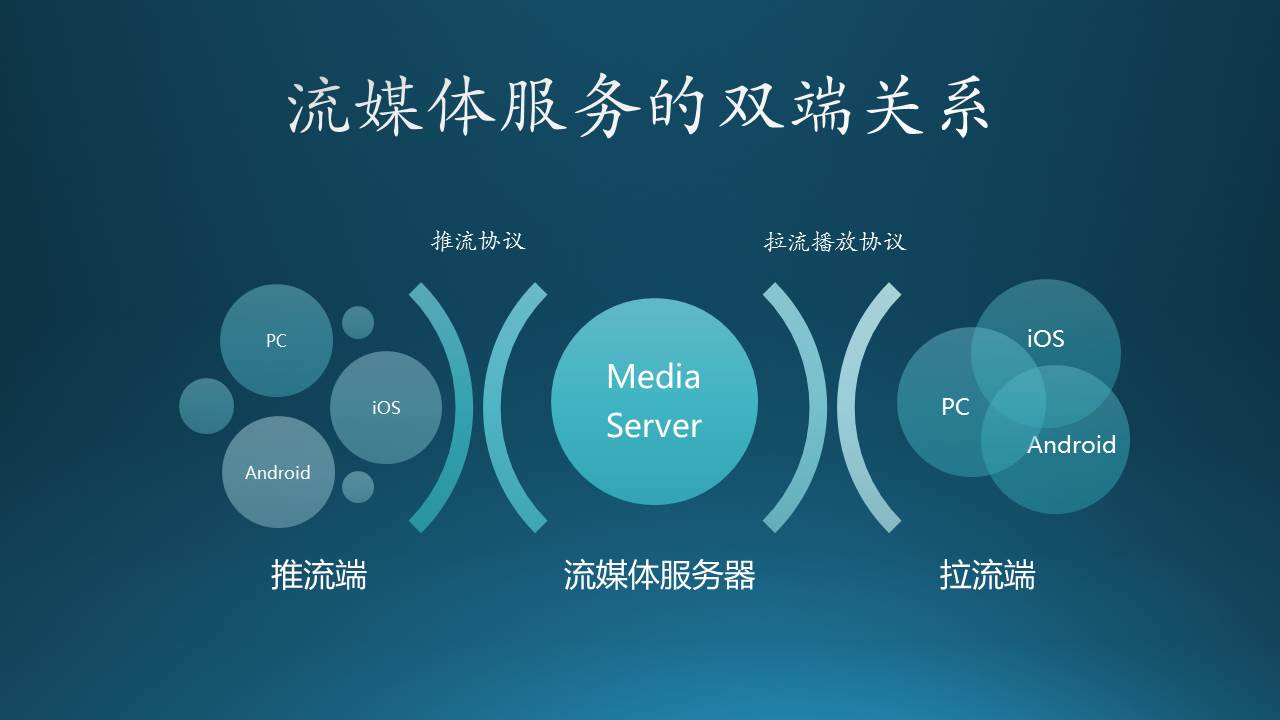 流媒体服务的双端关系
推流协议
拉流播放协议
PC
iOS
Android
Media
Server
iOS
PC
Android
推流端
流媒体服务器
拉流端